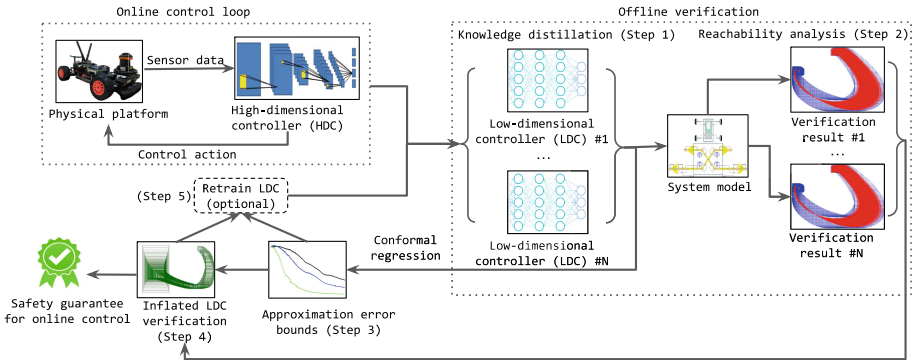 Online control loop
Offline verification
Sensor data
Physical platform
High-dimensional
controller (HDC)
Control action
Knowledge distillation (Step 1)
Reachability analysis (Step 2)
Low-dimensional
controller (LDC) #1
...
Low-dimensional
controller (LDC) #N
System model
Verification
result #1
...
Verification
result #N
(Step 5)
Retrain LDC
(optional)
Conformal
regression
Safety guarantee
for online control
Inflated LDC
verification
(Step 4)
Approximation error
bounds (Step 3)